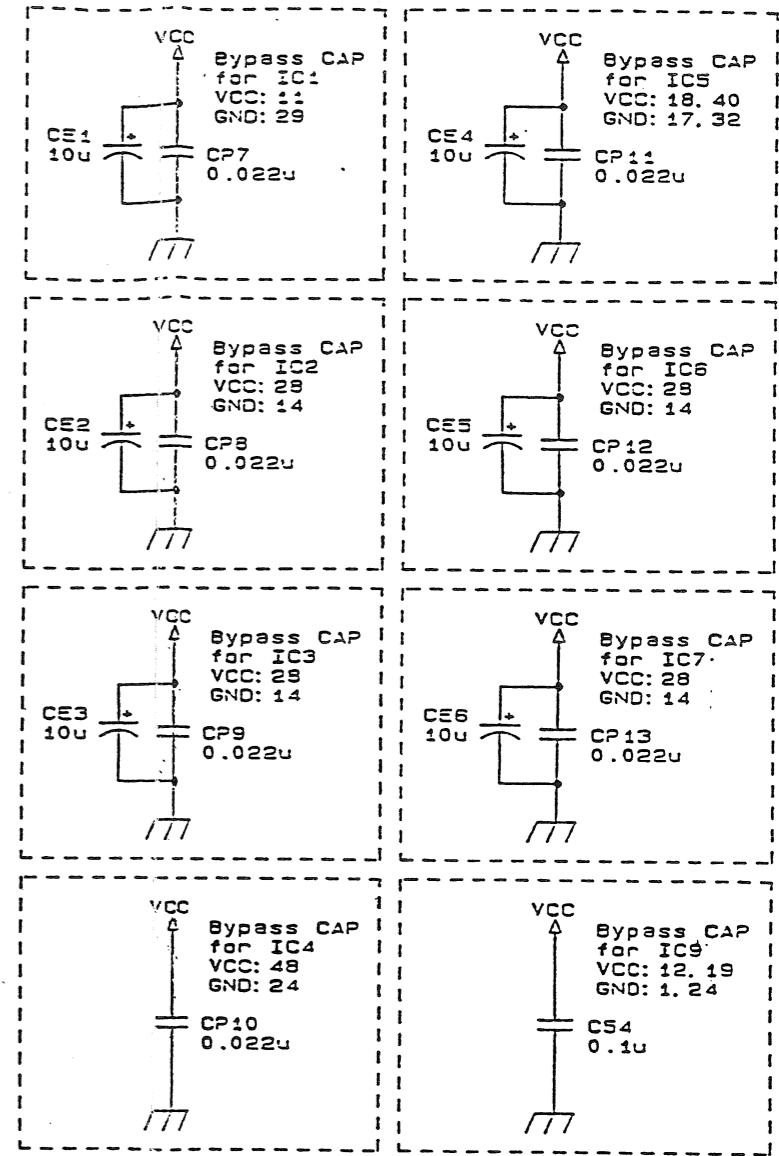 VCC
Bypass CAP
for IC1
VCC: 11
GND: 29
CE1
10u
CP7
0.022u
VCC
Bypass CAP
for IC5
VCC: 18. 40
GND: 17. 32
CE4
10u
CP11
0.022u
VCC
Bypass CAP
for IC2
VCC: 28
GND: 14
CE2
10u
CP8
0.022u
VCC
Bypass CAP
for IC6
VCC: 28
GND: 14
CE5
10u
CP12
0.022u
VCC
Bypass CAP
for IC3
VCC: 28
GND: 14
CE3
10u
CP9
0.022u
VCC
Bypass CAP
for IC7
VCC: 28
GND: 14
CE6
10u
CP13
0.022u
VCC
Bypass CAP
for IC4
VCC: 48
GND: 24
CP10
0.022u
VCC
Bypass CAP
for IC9
VCC: 12. 19
GND: 1. 24
C54
0.1u